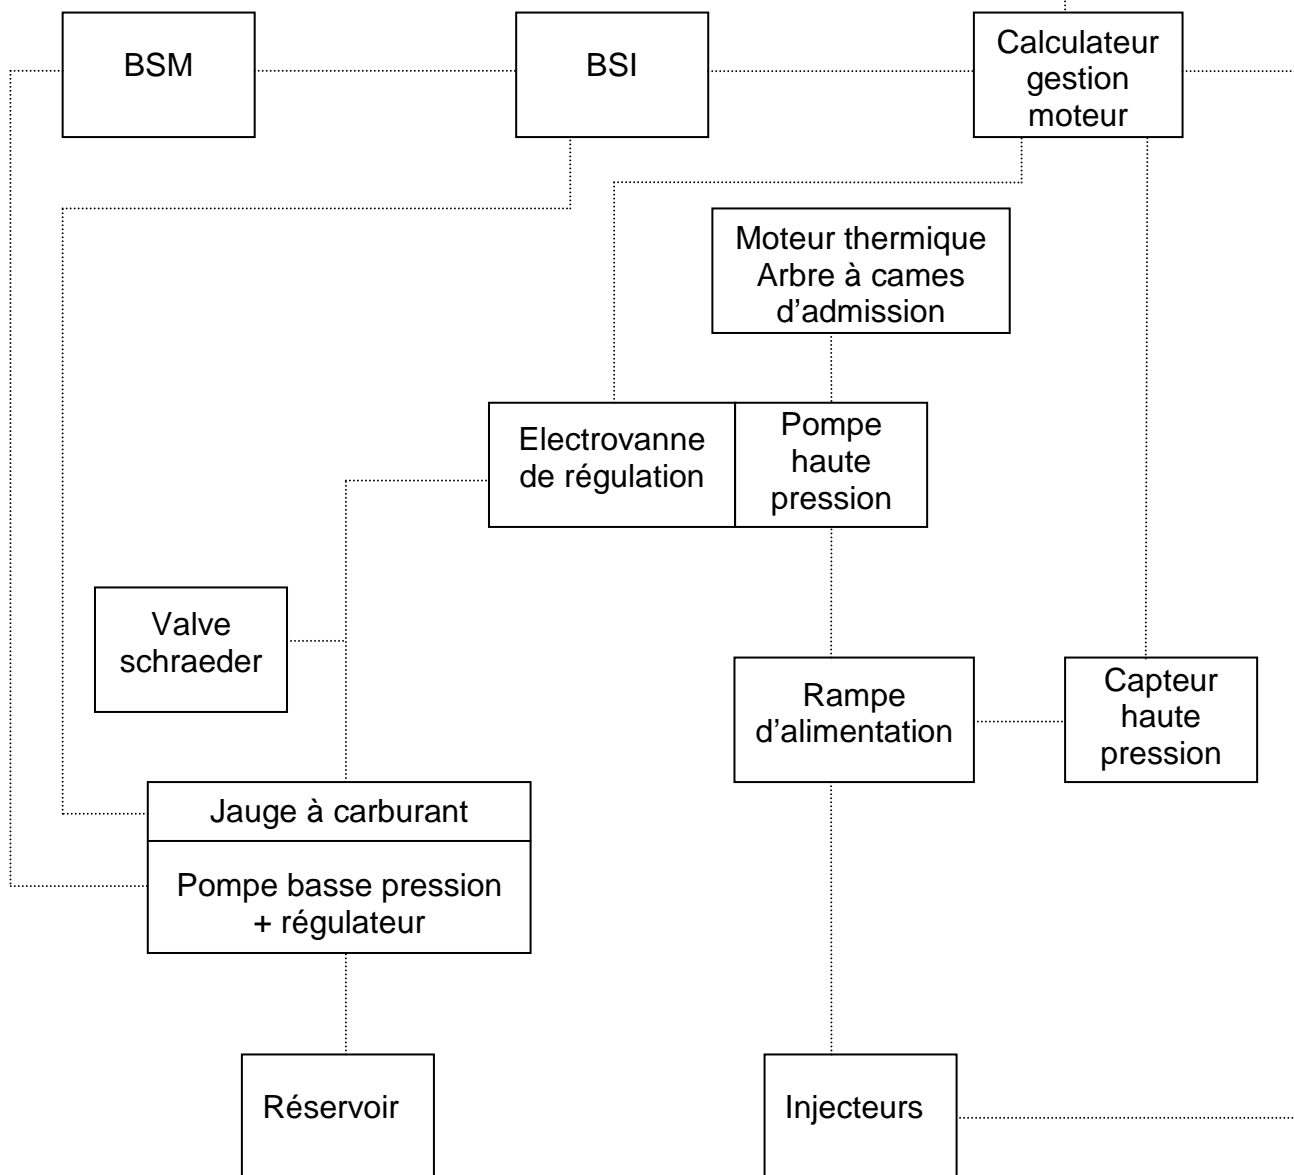 BSM
BSI
Calculateur
gestion
moteur
Moteur thermique
Arbre à cames
d’admission
Electrovanne
de régulation
Pompe
haute
pression
Valve
schraeder
Rampe
d’alimentation
Capteur
haute
pression
Jauge à carburant
Pompe basse pression
+ régulateur
Réservoir
Injecteurs